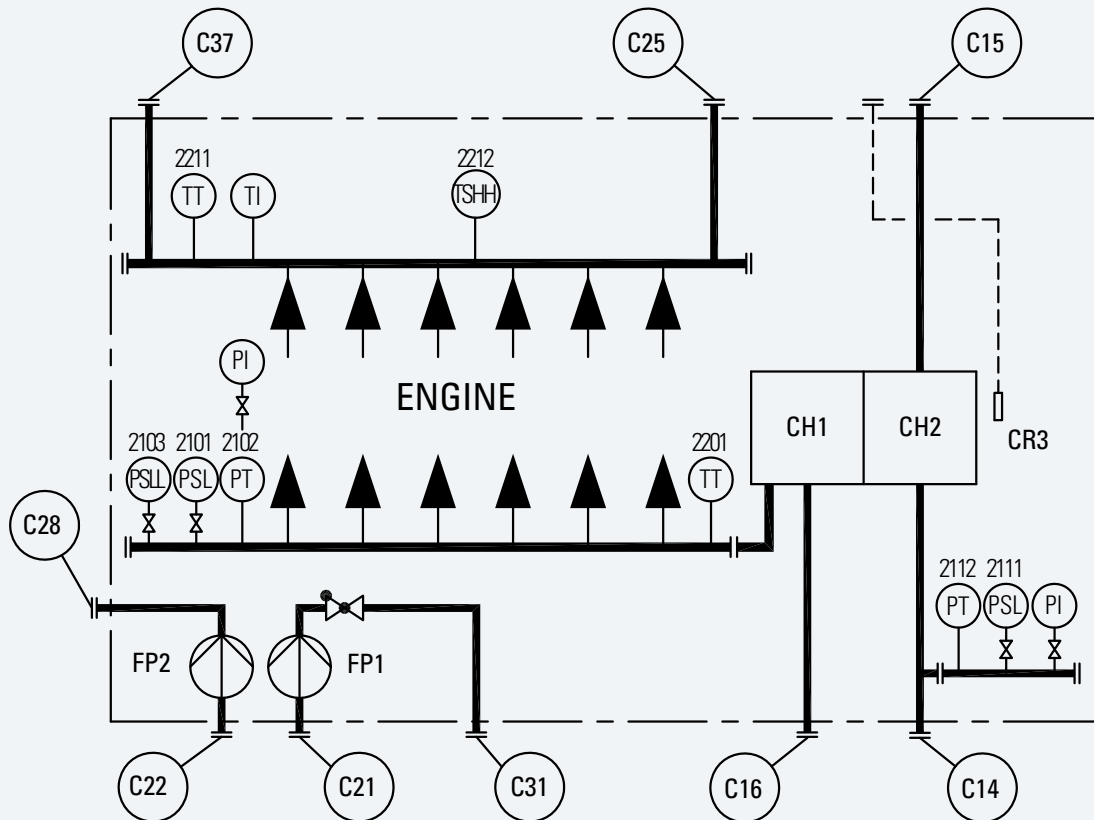 C37
C25
C15
2211
TT
TI
2212
TSHH
PI
ENGINE
CH1
CH2
CR3
2103
PSLL
2101
PSL
2102
PT
2201
TT
C28
2112
PT
2111
PSL
PI
FP2
FP1
C22
C21
C31
C16
C14